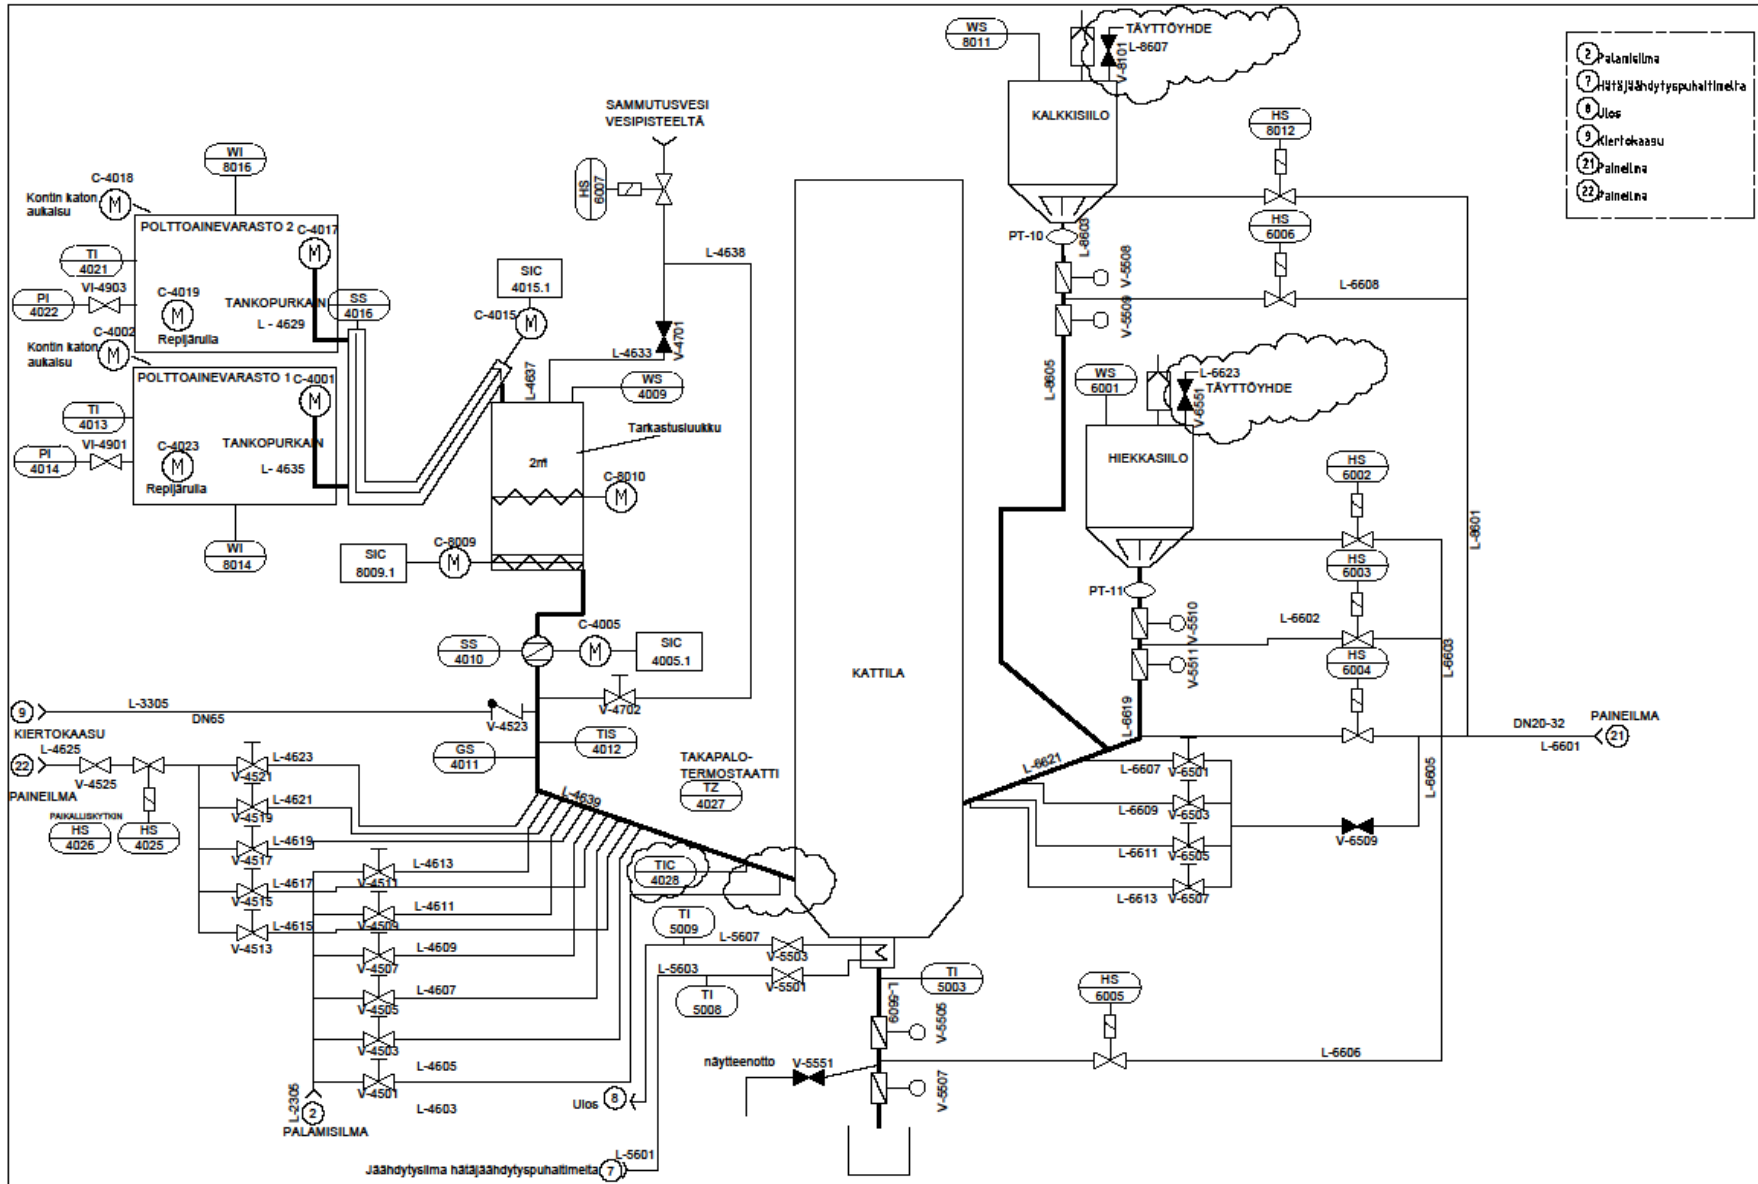 WS
8011
TÄYTTÖYHDE
L-8607
V-8101
KALKKISIILO
2 Palamisilma
7 Hätäjäähdytyspuhaltimelta
8 Ulos
9 Kiertokaasu
21 Paineilma
22 Paineilma
SAMMUTUSVESI
VESIPISTEELTÄ
HS
6007
HS
8012
HS
6006
WI
8016
C-4018
M
Kontin katon
aukaisu
POLTTOAINEVARASTO 2
C-4017
M
TI
4021
VI-4903
PI
4022
C-4019
M
Repijärulla
TANKOPURKAIN
L - 4629
SS
4016
C-4002
M
Kontin katon
aukaisu
POLTTOAINEVARASTO 1
C-4001
M
TI
4013
VI-4901
PI
4014
C-4023
M
Repijärulla
TANKOPURKAIN
L- 4635
WI
8014
SIC
4015.1
C-4015
M
L-4637
L-4633
L-4638
V-4701
WS
4009
Tarkastusluukku
2m
C-8010
M
C-8009
M
SIC
8009.1
PT-10
L-8603
V-5508
V-5509
L-6608
L-8605
WS
6001
L-6623
TÄYTTÖYHDE
V-6551
HIEKKASIILO
HS
6002
HS
6003
HS
6004
L-8601
L-6602
L-6603
PT-11
V-5510
V-5511
L-6619
KATTILA
SS
4010
C-4005
M
SIC
4005.1
9
KIERTOKAASU
L-3305
DN65
V-4523
V-4702
TIS
4012
GS
4011
TAKAPALO-
TERMOSTAATTI
TZ
4027
L-4639
L-4625
22
PAINEILMA
V-4525
PAIKALLISKYTKIN
HS
4026
HS
4025
L-4623
V-4521
L-4621
V-4519
L-4619
V-4517
L-4617
V-4515
L-4615
V-4513
L-4613
V-4511
L-4611
V-4509
L-4609
V-4507
L-4607
V-4505
V-4503
L-4605
V-4501
L-4603
L-2305
2
PALAMISILMA
TIC
4028
TI
5009
L-5607
V-5503
L-5603
V-5501
TI
5008
L-5609
TI
5003
V-5505
V-5507
näytteenotto
V-5551
Ulos
8
L-5601
Jäähdytysilma hätäjäähdytyspuhaltimelta
7
L-6621
L-6607
V-6501
L-6609
V-6503
L-6611
V-6505
L-6613
V-6507
V-6509
L-6605
DN20-32
L-6601
PAINEILMA
21
HS
6005
L-6606